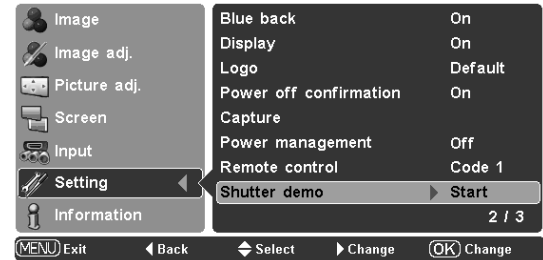 Image
Image adj.
Picture adj.
Screen
Input
Setting
Information
Blue back On
Display On
Logo Default
Power off confirmation On
Capture
Power management Off
Remote control Code 1
Shutter demo Start
2 / 3
MENU Exit Back Select Change OK Change